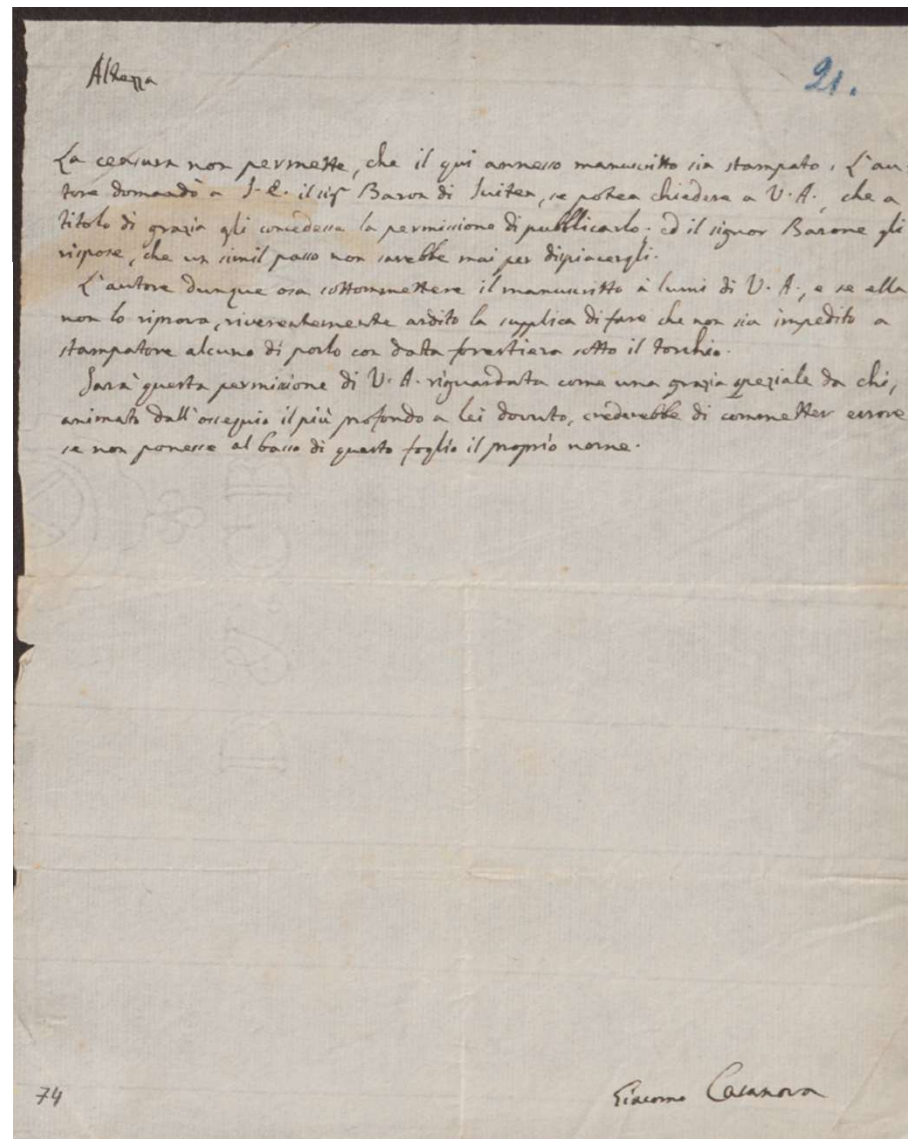 Altezza
21.
La censura non permette, che il qui annesso manuscritto sia stampato. L'au-
tore domandò a S. E. il sig.r Baron di Suiten, se potea chiedere a V. A., che a
titolo di grazia gli concedesse la permissione di pubblicarlo. ed il signor Barone gli
rispose, che un simil passo non sarebbe mai per dispiacergli.
L'autore dunque osa sottommettere il manuscritto à lumi di V. A., e se ella
non lo riprova, riverentemente ardito la supplica di fare che non sia impedito a
stampatore alcuno di porlo con data forestiera sotto il torchio.
Sarà questa permissione di V. A. riguardata come una grazia speziale da chi,
animato dall'ossequio il più profondo a lei dovuto, crederebbe di commetter errore
se non ponesse al basso di questo foglio il proprio nome.
74
Giacomo Casanova